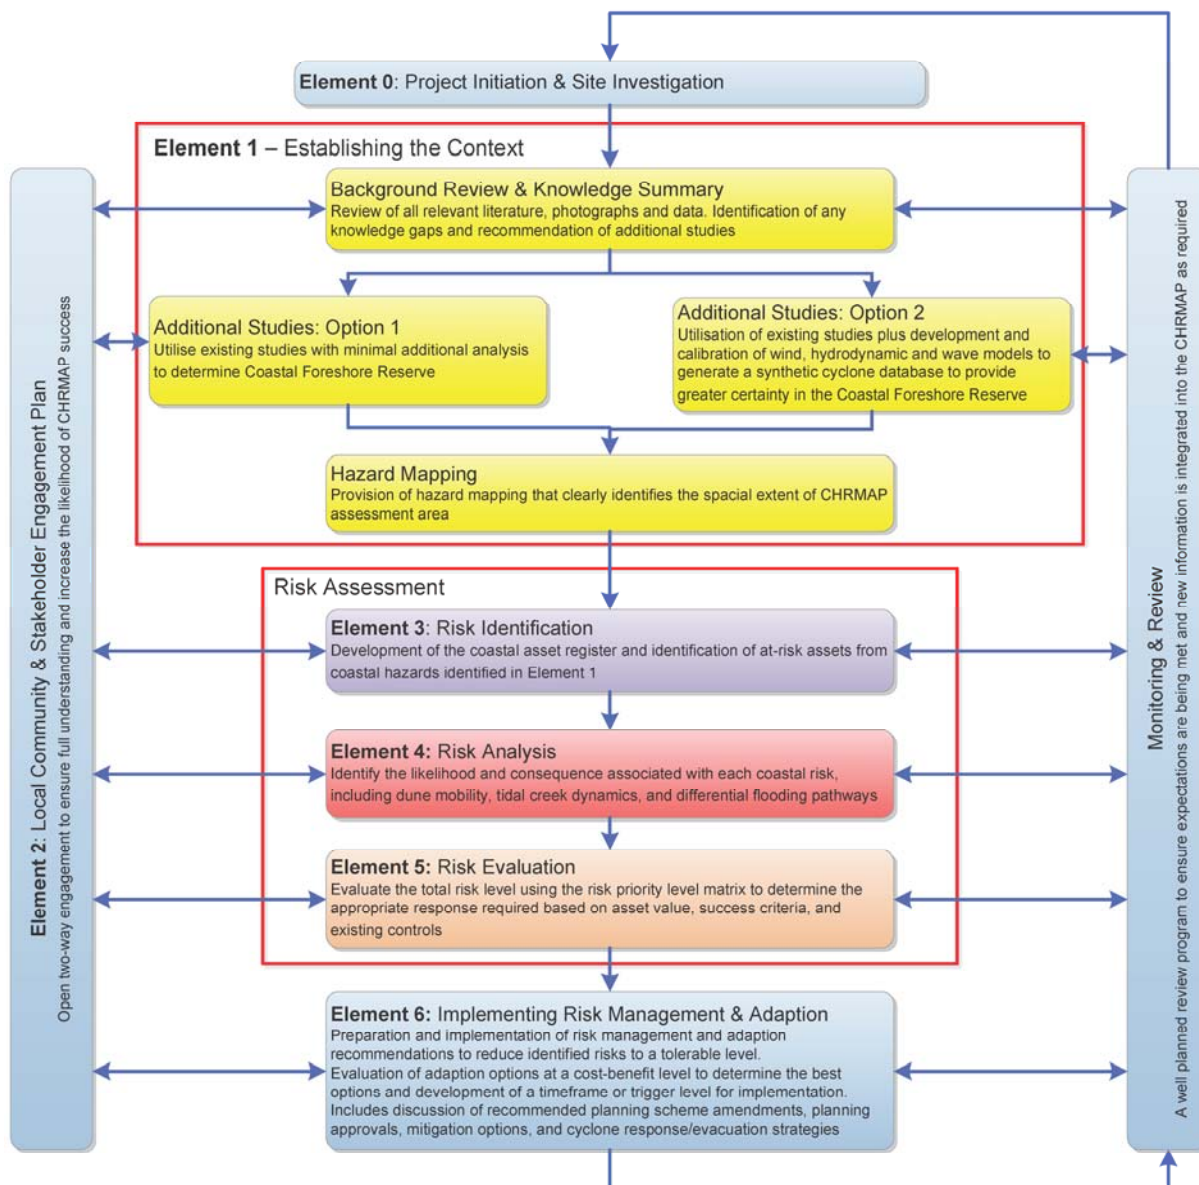 Element 0: Project Initiation & Site Investigation
Element 1 – Establishing the Context
Background Review & Knowledge Summary
Review of all relevant literature, photographs and data. Identification of any
knowledge gaps and recommendation of additional studies
Additional Studies: Option 1
Utilise existing studies with minimal additional analysis
to determine Coastal Foreshore Reserve
Additional Studies: Option 2
Utilisation of existing studies plus development and
calibration of wind, hydrodynamic and wave models to
generate a synthetic cyclone database to provide
greater certainty in the Coastal Foreshore Reserve
Hazard Mapping
Provision of hazard mapping that clearly identifies the spacial extent of CHRMAP
assessment area
Risk Assessment
Element 3: Risk Identification
Development of the coastal asset register and identification of at-risk assets from
coastal hazards identified in Element 1
Element 4: Risk Analysis
Identify the likelihood and consequence associated with each coastal risk,
including dune mobility, tidal creek dynamics, and differential flooding pathways
Element 5: Risk Evaluation
Evaluate the total risk level using the risk priority level matrix to determine the
appropriate response required based on asset value, success criteria, and
existing controls
Element 6: Implementing Risk Management & Adaption
Preparation and implementation of risk management and adaption
recommendations to reduce identified risks to a tolerable level.
Evaluation of adaption options at a cost-benefit level to determine the best
options and development of a timeframe or trigger level for implementation.
Includes discussion of recommended planning scheme amendments, planning
approvals, mitigation options, and cyclone response/evacuation strategies
Element 2: Local Community & Stakeholder Engagement Plan
Open two-way engagement to ensure full understanding and increase the likelihood of CHRMAP success
Monitoring & Review
A well planned review program to ensure expectations are being met and new information is integrated into the CHRMAP as required